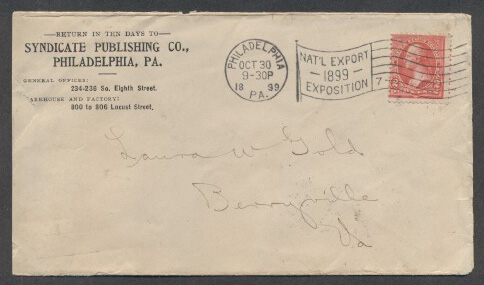 RETURN IN TEN DAYS TO
SYNDICATE PUBLISHING CO.,
PHILADELPHIA, PA.
GENERAL OFFICES:
234-236 So. Eighth Street.
WAREHOUSE AND FACTORY:
800 to 806 Locust Street.
PHILADELPHIA
OCT 30
9-30P
18 99
PA.
NAT'L EXPORT
1899
EXPOSITION
7
Laura W Gold
Berryville
Va